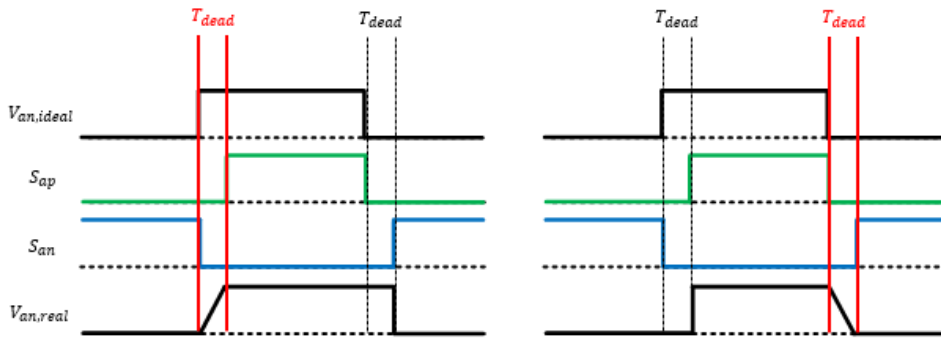 T_dead T_dead T_dead T_dead
V_an,ideal
S_ap
S_an
V_an,real